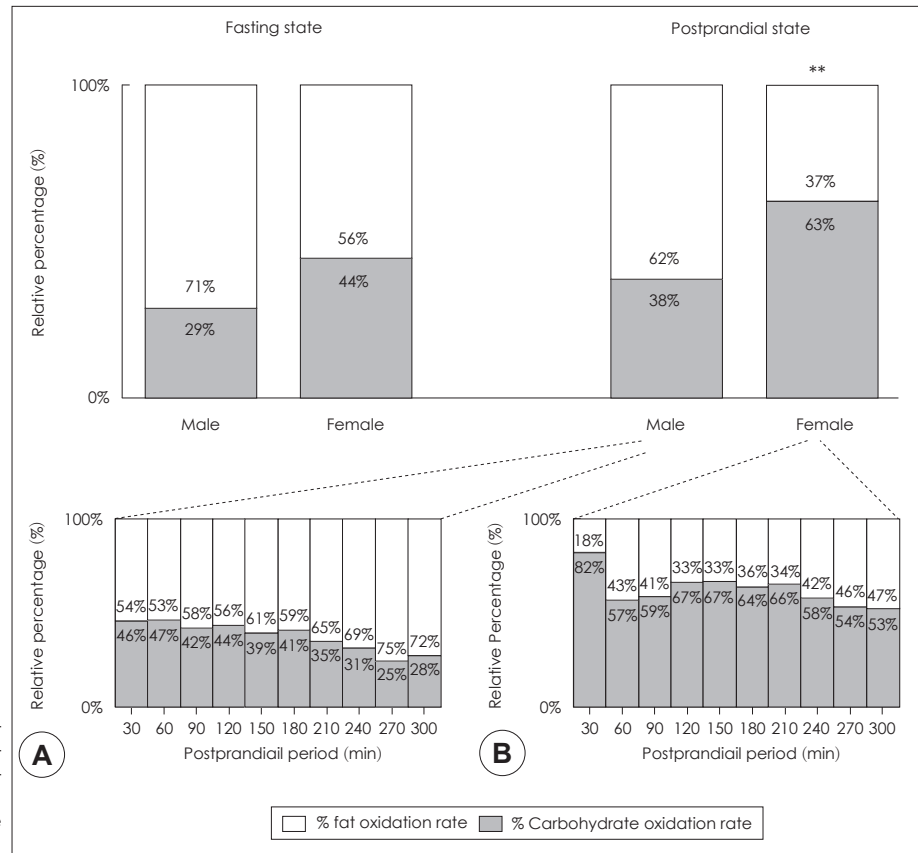 Fasting state
Postprandial state
**
100%
Relative percentage (%)
71%
29%
56%
44%
62%
38%
37%
63%
0%
Male
Female
Male
Female
100%
Relative percentage (%)
54% 53% 58% 56% 61% 59% 65% 69% 75% 72%
46% 47% 42% 44% 39% 41% 35% 31% 25% 28%
0%
30 60 90 120 150 180 210 240 270 300
Postprandiail period (min)
A
100%
Relative Percentage (%)
18% 43% 41% 33% 33% 36% 34% 42% 46% 47%
82% 57% 59% 67% 67% 64% 66% 58% 54% 53%
0%
30 60 90 120 150 180 210 240 270 300
Postprandiail period (min)
B
% fat oxidation rate
% Carbohydrate oxidation rate